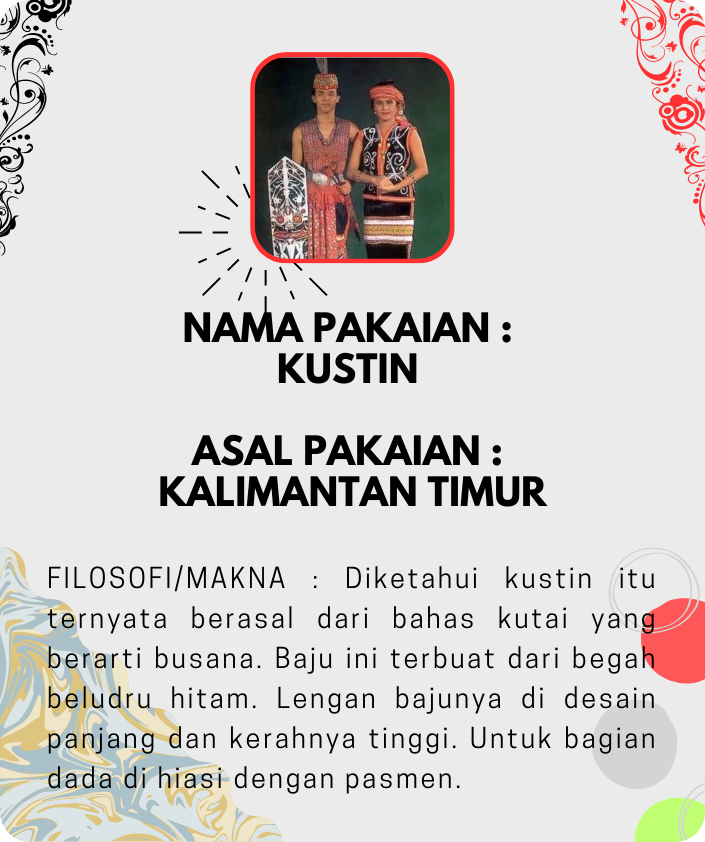 NAMA PAKAIAN :
KUSTIN
ASAL PAKAIAN :
KALIMANTAN TIMUR
FILOSOFI/MAKNA : Diketahui kustin itu
ternyata berasal dari bahas kutai yang
berarti busana. Baju ini terbuat dari begah
beludru hitam. Lengan bajunya di desain
panjang dan kerahnya tinggi. Untuk bagian
dada di hiasi dengan pasmen.